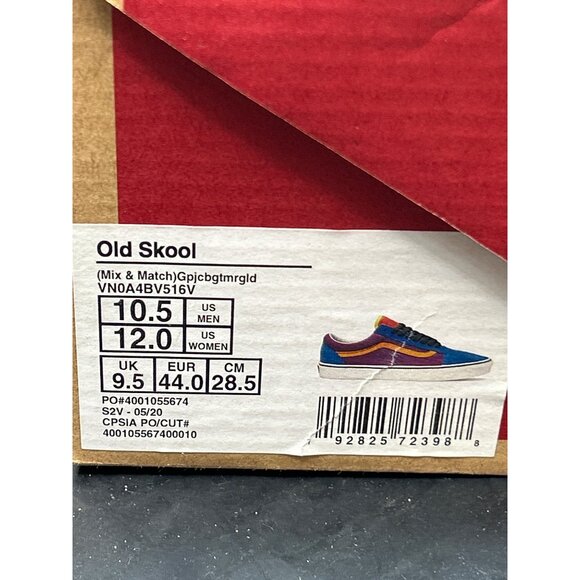 Old Skool
(Mix & Match)Gpjcbgtmrgld
VN0A4BV516V
10.5 US MEN
12.0 US WOMEN
UK EUR CM
9.5 44.0 28.5
PO#4001055674
S2V - 05/20
CPSIA PO/CUT#
400105567400010
92825 72398 8